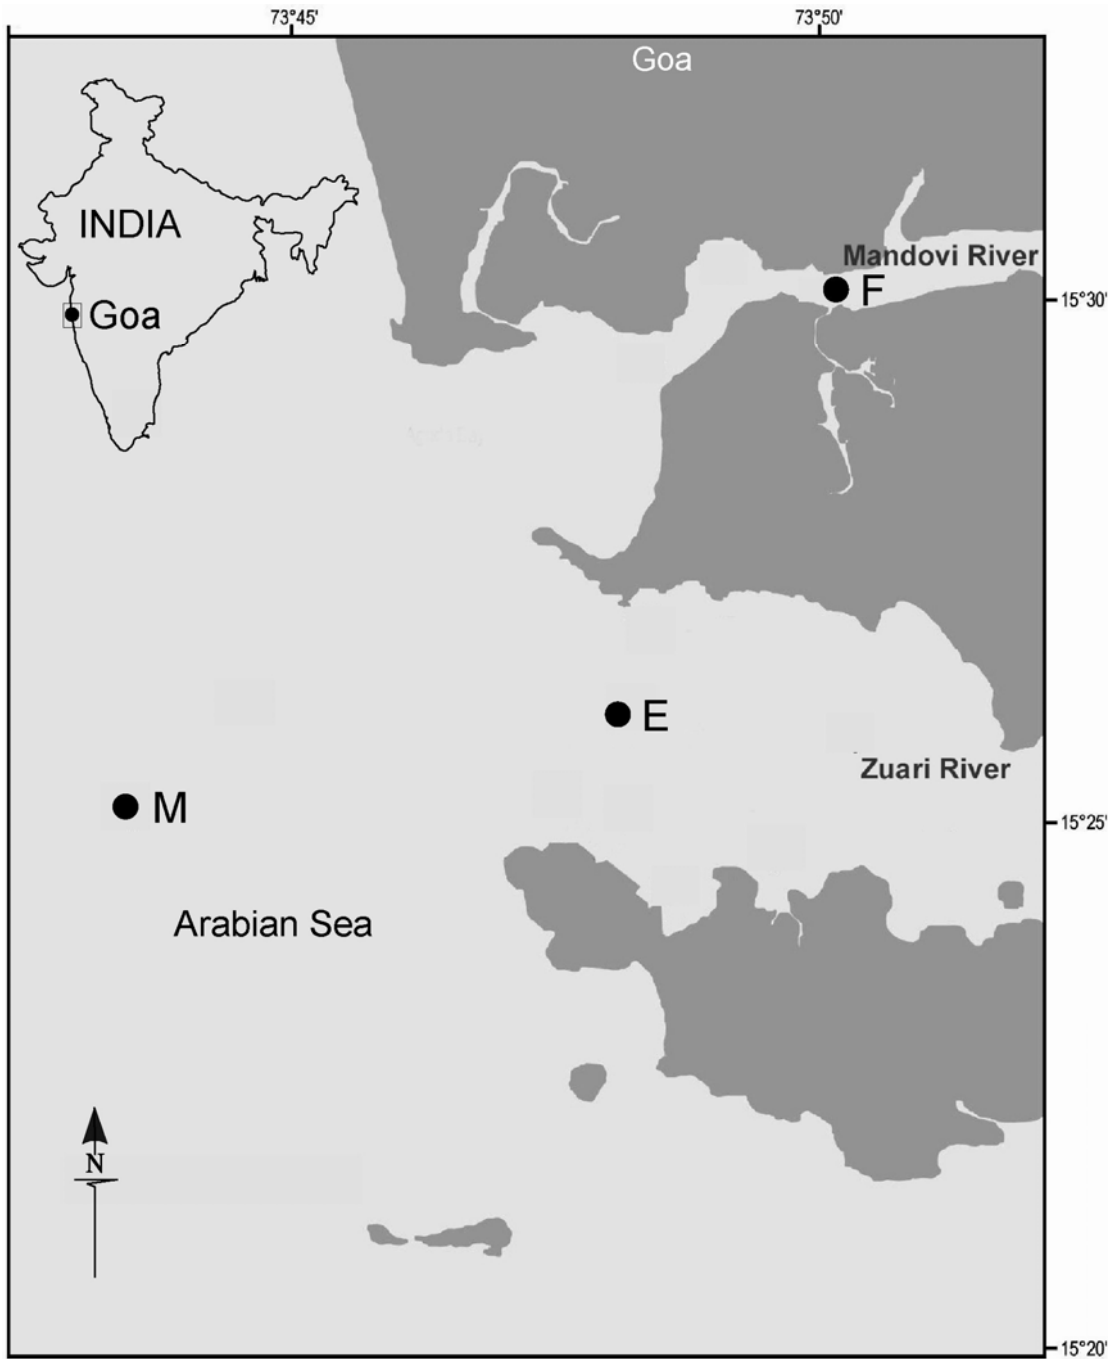 73°45'
73°50'
Goa
INDIA
Goa
Mandovi River
F
15°30'
E
Zuari River
M
15°25'
Arabian Sea
N
15°20'